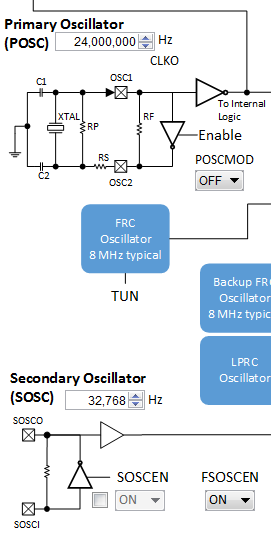 Primary Oscillator
(POSC) 24,000,000 Hz
CLKO
C1
OSC1
XTAL
RP
RF
To Internal
Logic
Enable
RS
C2
OSC2
POSCMOD
OFF
FRC
Oscillator
8 MHz typical
TUN
Backup FR
Oscillator
8 MHz typic
LPRC
Oscillator
Secondary Oscillator
(SOSC) 32,768 Hz
SOSCO
SOSCEN
FSOSCEN
ON
ON
SOSCI